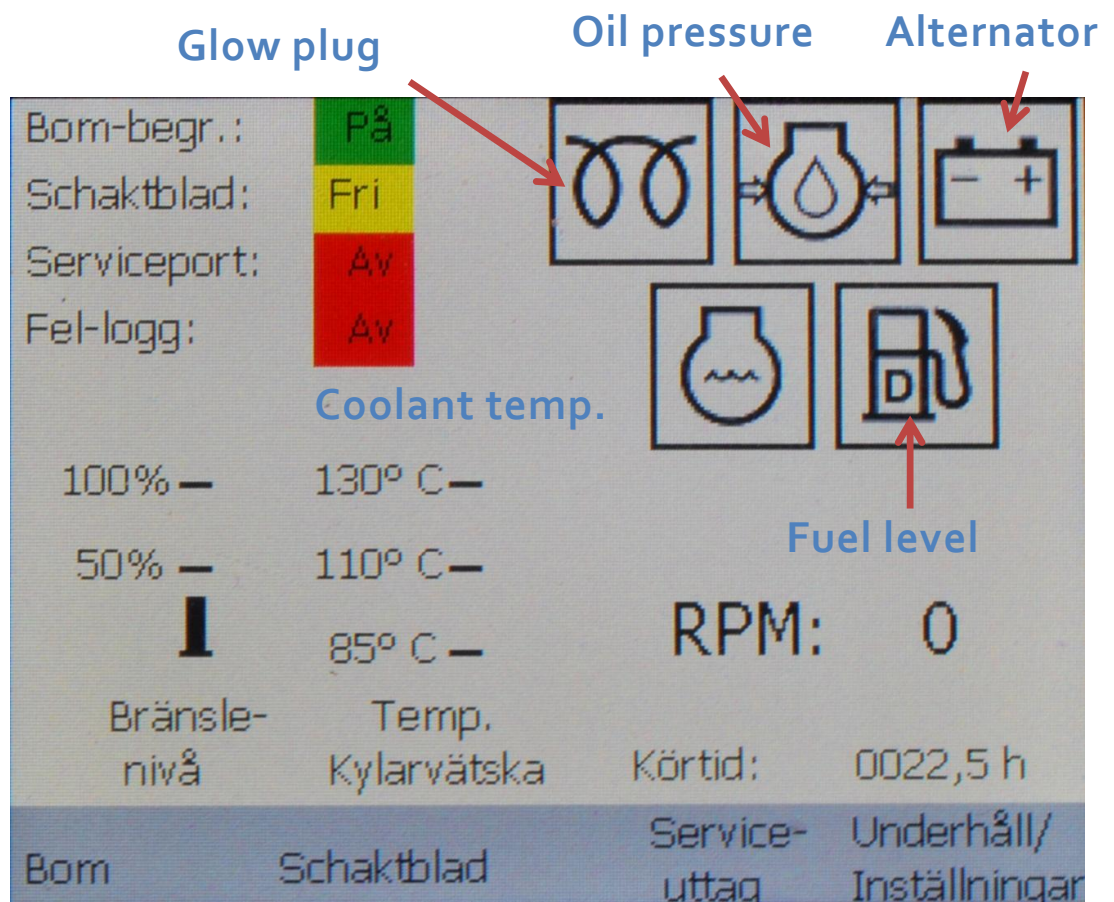 Glow plug
Oil pressure
Alternator
Bom-begr.: På
Schaktblad: Fri
Serviceport: Av
Fel-logg: Av
- +
D
Coolant temp.
Fuel level
100% 130° C
50% 110° C
85° C
RPM: 0
Bränsle- Temp.
nivå Kylarvätska
Körtid: 0022,5 h
Service- Underhåll/
Bom Schaktblad uttag Inställningar